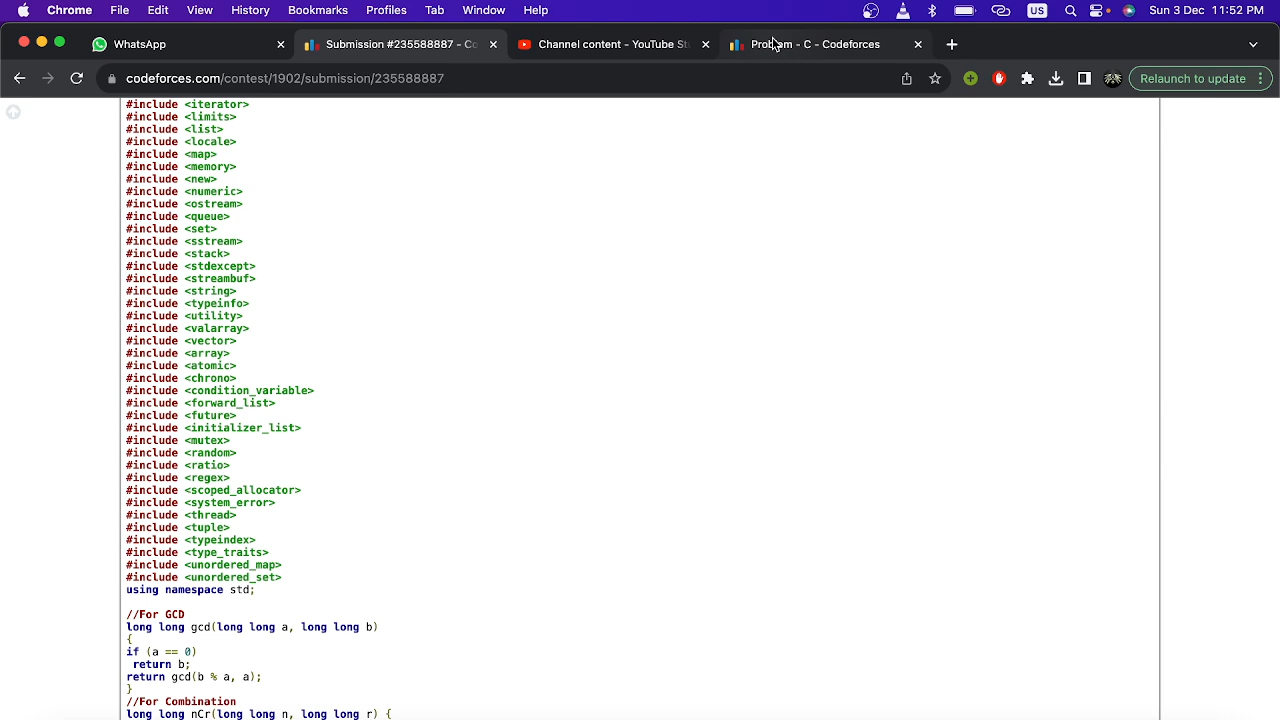 Chrome File Edit View History Bookmarks Profiles Tab Window Help US Sun 3 Dec 11:52 PM
WhatsApp Submission #235588887 - Co Channel content - YouTube St Problem - C - Codeforces
codeforces.com/contest/1902/submission/235588887 Relaunch to update
#include <iterator>
#include <limits>
#include <list>
#include <locale>
#include <map>
#include <memory>
#include <new>
#include <numeric>
#include <ostream>
#include <queue>
#include <set>
#include <sstream>
#include <stack>
#include <stdexcept>
#include <streambuf>
#include <string>
#include <typeinfo>
#include <utility>
#include <valarray>
#include <vector>
#include <array>
#include <atomic>
#include <chrono>
#include <condition_variable>
#include <forward_list>
#include <future>
#include <initializer_list>
#include <mutex>
#include <random>
#include <ratio>
#include <regex>
#include <scoped_allocator>
#include <system_error>
#include <thread>
#include <tuple>
#include <typeindex>
#include <type_traits>
#include <unordered_map>
#include <unordered_set>
using namespace std;
//For GCD
long long gcd(long long a, long long b)
{
if (a == 0)
return b;
return gcd(b % a, a);
}
//For Combination
long long nCr(long long n, long long r) {